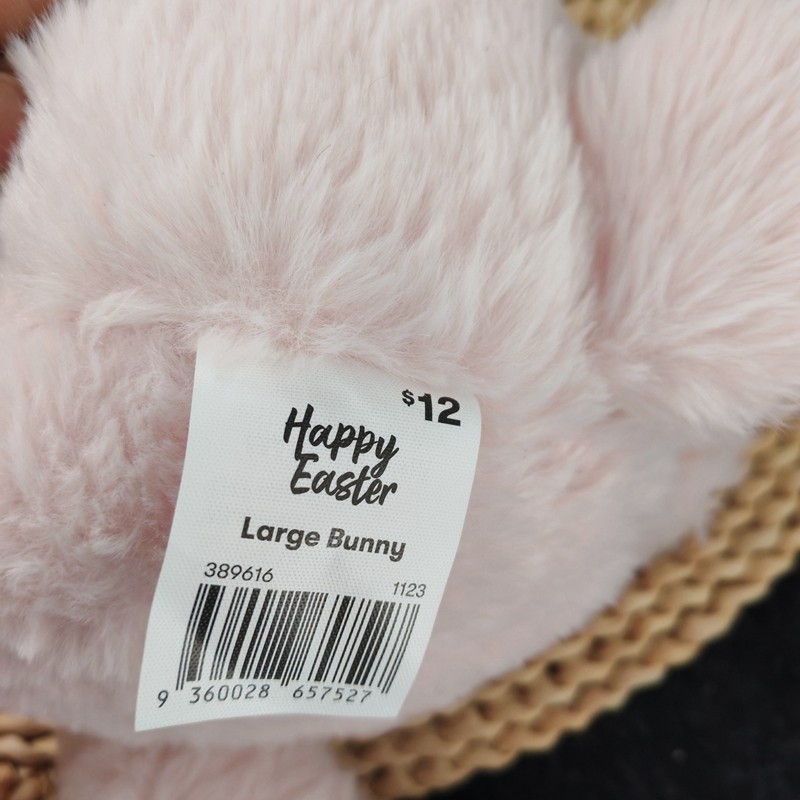 $12
Happy
Easter
Large Bunny
389616 1123
9 360028 657527